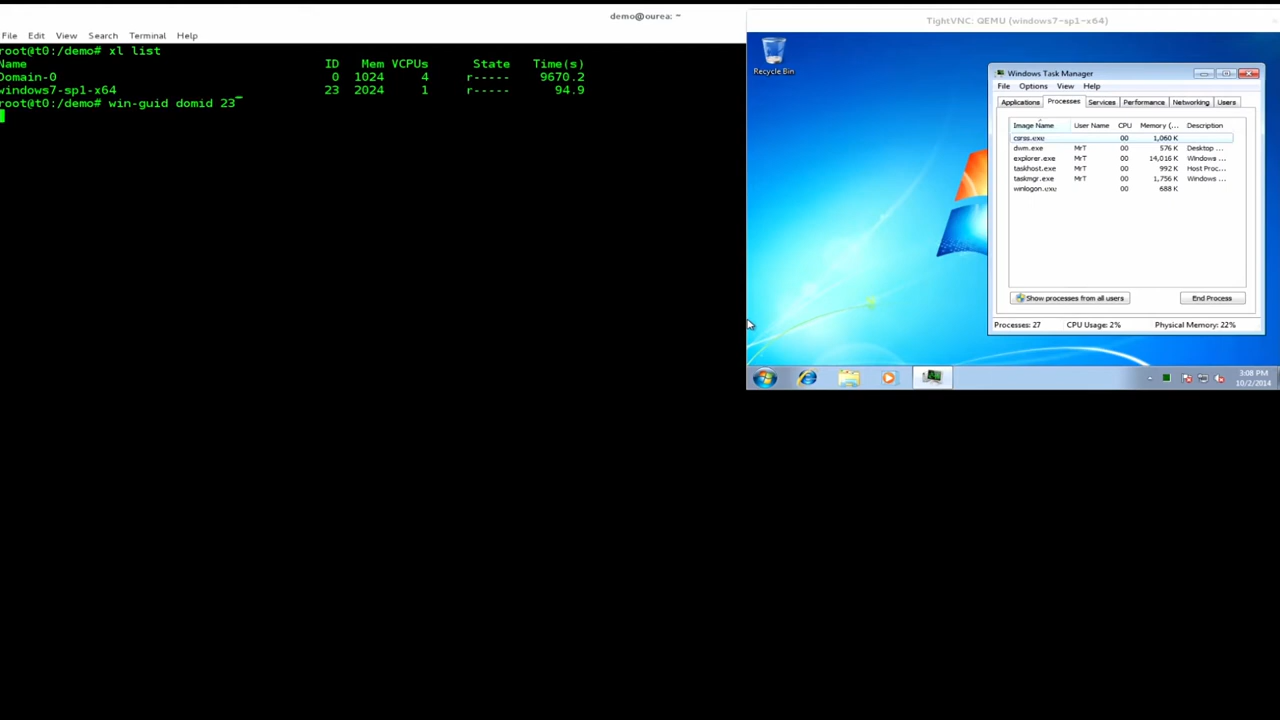 demo@ourea: ~
File Edit View Search Terminal Help
root@t0:/demo# xl list
Name ID Mem VCPUs State Time(s)
Domain-0 0 1024 4 r----- 9670.2
windows7-sp1-x64 23 2024 1 r----- 94.9
root@t0:/demo# win-guid domid 23
TightVNC: QEMU (windows7-sp1-x64)
Recycle Bin
Windows Task Manager
File Options View Help
Applications Processes Services Performance Networking Users
Image Name User Name CPU Memory (... Description
csrss.exe 00 1,060 K
dwm.exe MrT 00 576 K Desktop ...
explorer.exe MrT 00 14,016 K Windows ...
taskhost.exe MrT 00 992 K Host Proc...
taskmgr.exe MrT 00 1,756 K Windows ...
winlogon.exe 00 688 K
Show processes from all users End Process
Processes: 27 CPU Usage: 2% Physical Memory: 22%
3:08 PM
10/2/2014